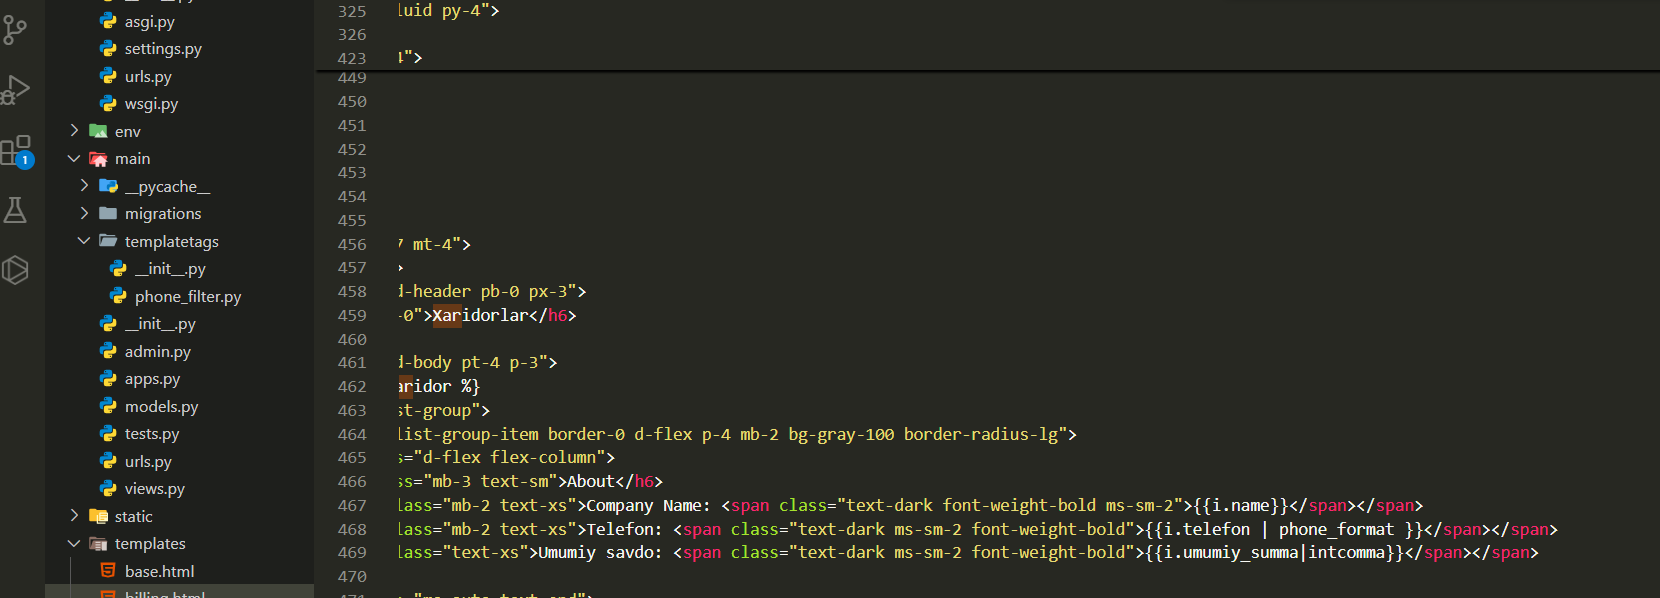 asgi.py
settings.py
urls.py
wsgi.py
env
main
__pycache__
migrations
templatetags
__init__.py
phone_filter.py
__init__.py
admin.py
apps.py
models.py
tests.py
urls.py
views.py
static
templates
base.html
billing.html
1
325 luid py-4">
326
423 4">
449
450
451
452
453
454
455
456 7 mt-4">
457 >
458 d-header pb-0 px-3">
459 -0">Xaridorlar</h6>
460
461 d-body pt-4 p-3">
462 aridor %}
463 st-group">
464 list-group-item border-0 d-flex p-4 mb-2 bg-gray-100 border-radius-lg">
465 s="d-flex flex-column">
466 ss="mb-3 text-sm">About</h6>
467 lass="mb-2 text-xs">Company Name: <span class="text-dark font-weight-bold ms-sm-2">{{i.name}}</span></span>
468 lass="mb-2 text-xs">Telefon: <span class="text-dark ms-sm-2 font-weight-bold">{{i.telefon | phone_format }}</span></span>
469 lass="text-xs">Umumiy savdo: <span class="text-dark ms-sm-2 font-weight-bold">{{i.umumiy_summa|intcomma}}</span></span>
470
471